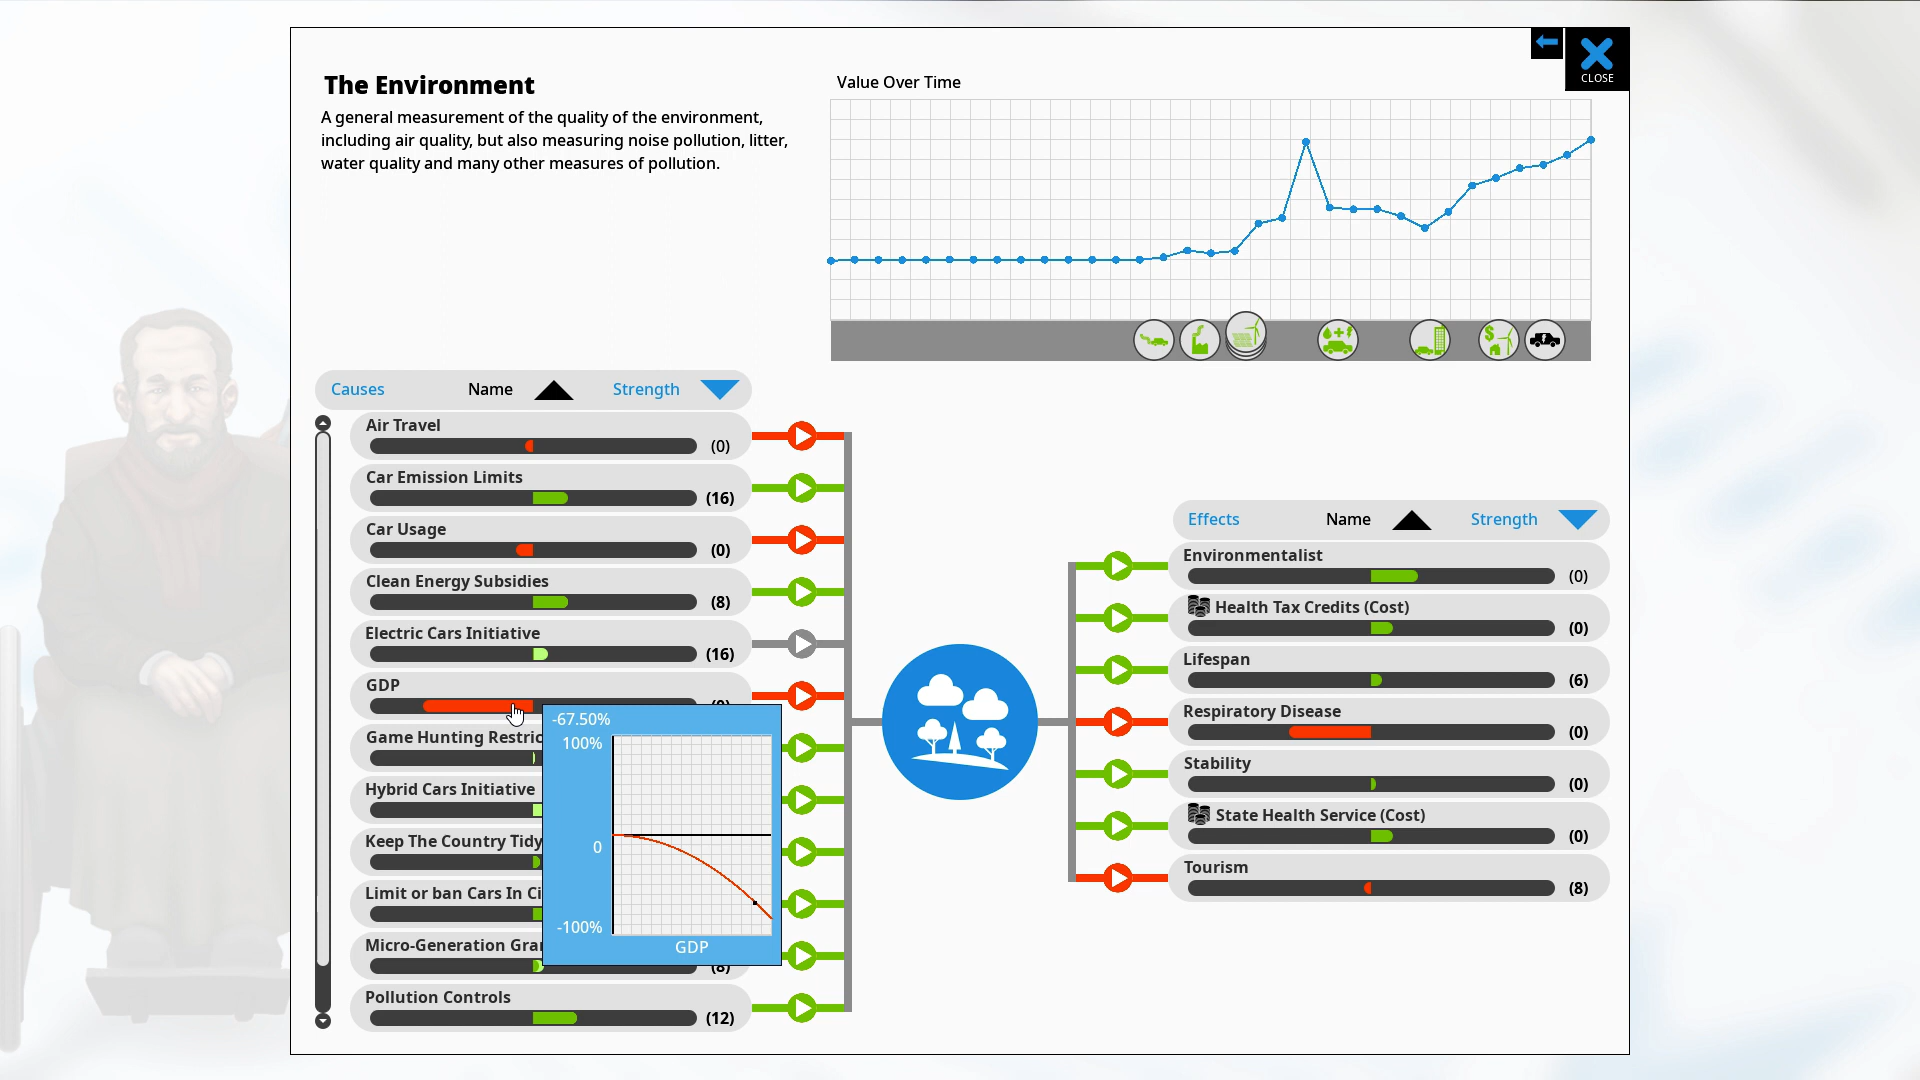 CLOSE
The Environment
A general measurement of the quality of the environment,
including air quality, but also measuring noise pollution, litter,
water quality and many other measures of pollution.
Value Over Time
Causes Name Strength
Air Travel
(0)
Car Emission Limits
(16)
Car Usage
(0)
Clean Energy Subsidies
(8)
Electric Cars Initiative
(16)
GDP
Game Hunting Restric
Hybrid Cars Initiative
Keep The Country Tidy
Limit or ban Cars In Ci
Micro-Generation Gra
(8)
Pollution Controls
(12)
-67.50%
100%
0
-100%
GDP
Effects Name Strength
Environmentalist
(0)
Health Tax Credits (Cost)
(0)
Lifespan
(6)
Respiratory Disease
(0)
Stability
(0)
State Health Service (Cost)
(0)
Tourism
(8)